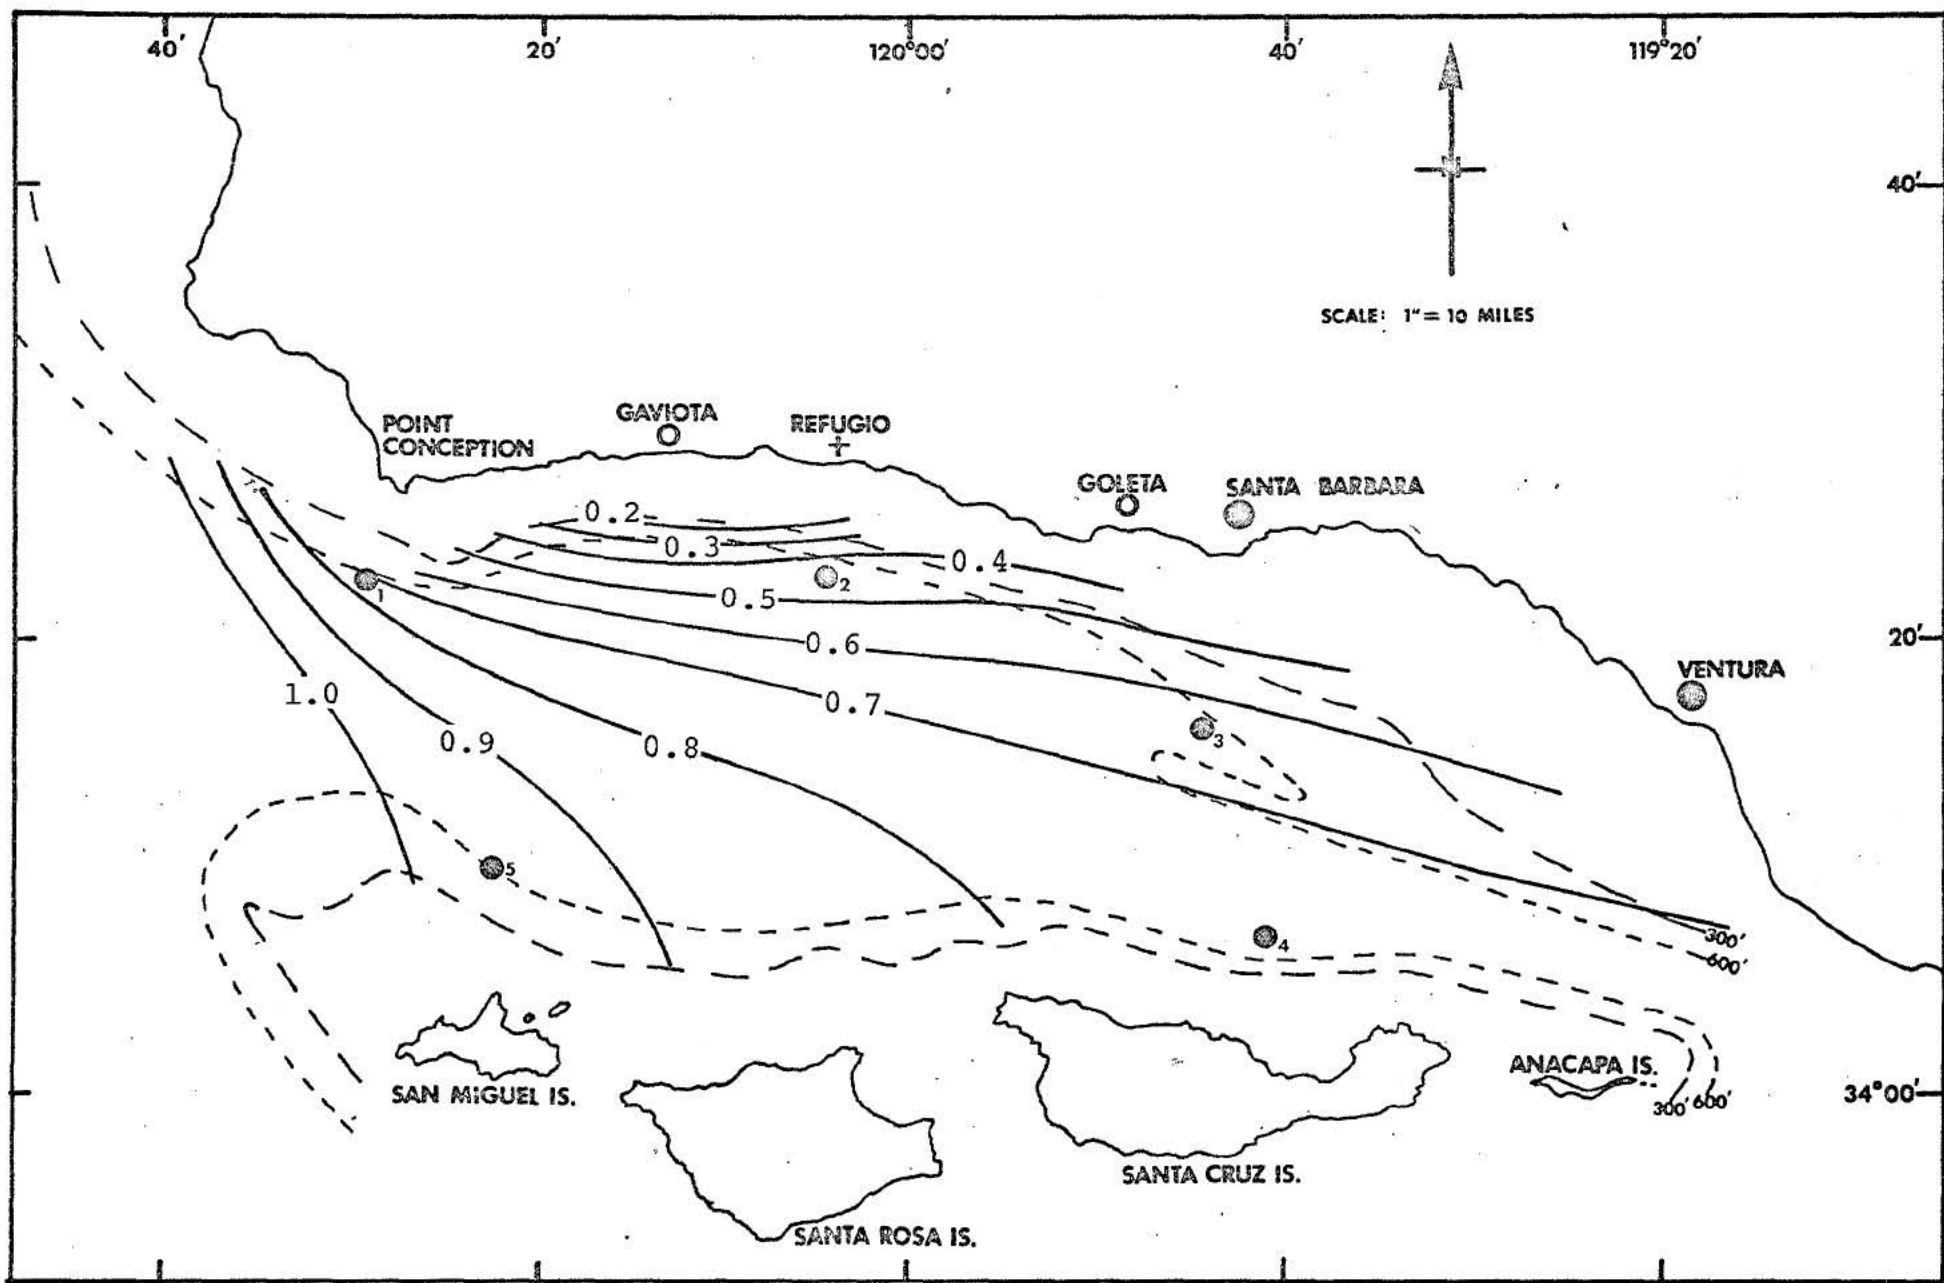 40'
20'
120°00'
40'
119°20'
40'
SCALE: 1"= 10 MILES
POINT
CONCEPTION
GAVIOTA
REFUGIO
GOLETA
SANTA BARBARA
0.2
0.3
0.4
1
2
0.5
0.6
20'
VENTURA
1.0
0.7
0.9
0.8
3
5
4
300'
600'
SAN MIGUEL IS.
ANACAPA IS.
34°00'
300' 600'
SANTA CRUZ IS.
SANTA ROSA IS.